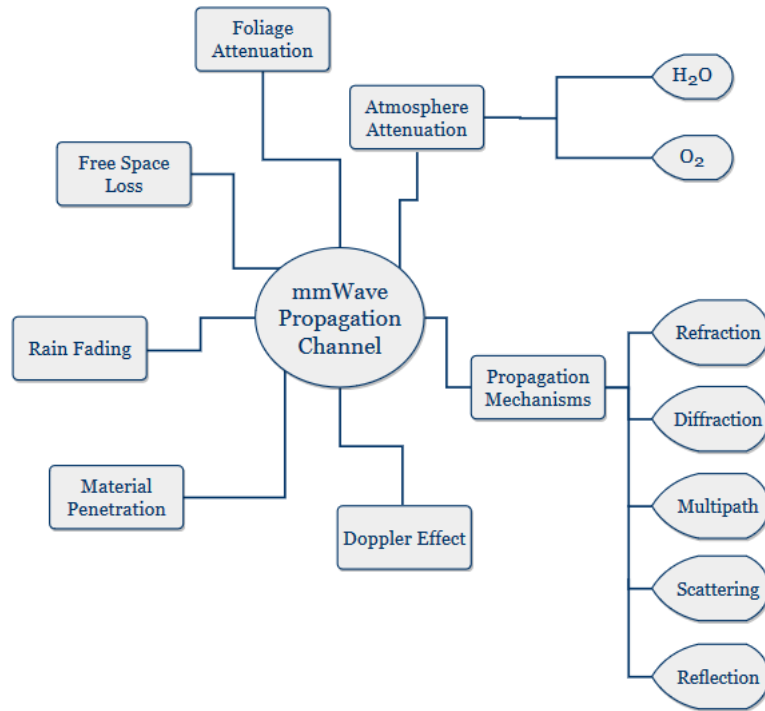 Foliage
Attenuation
H₂O
Atmosphere
Attenuation
O₂
Free Space
Loss
mmWave
Propagation
Channel
Refraction
Rain Fading
Propagation
Mechanisms
Diffraction
Material
Penetration
Multipath
Doppler Effect
Scattering
Reflection